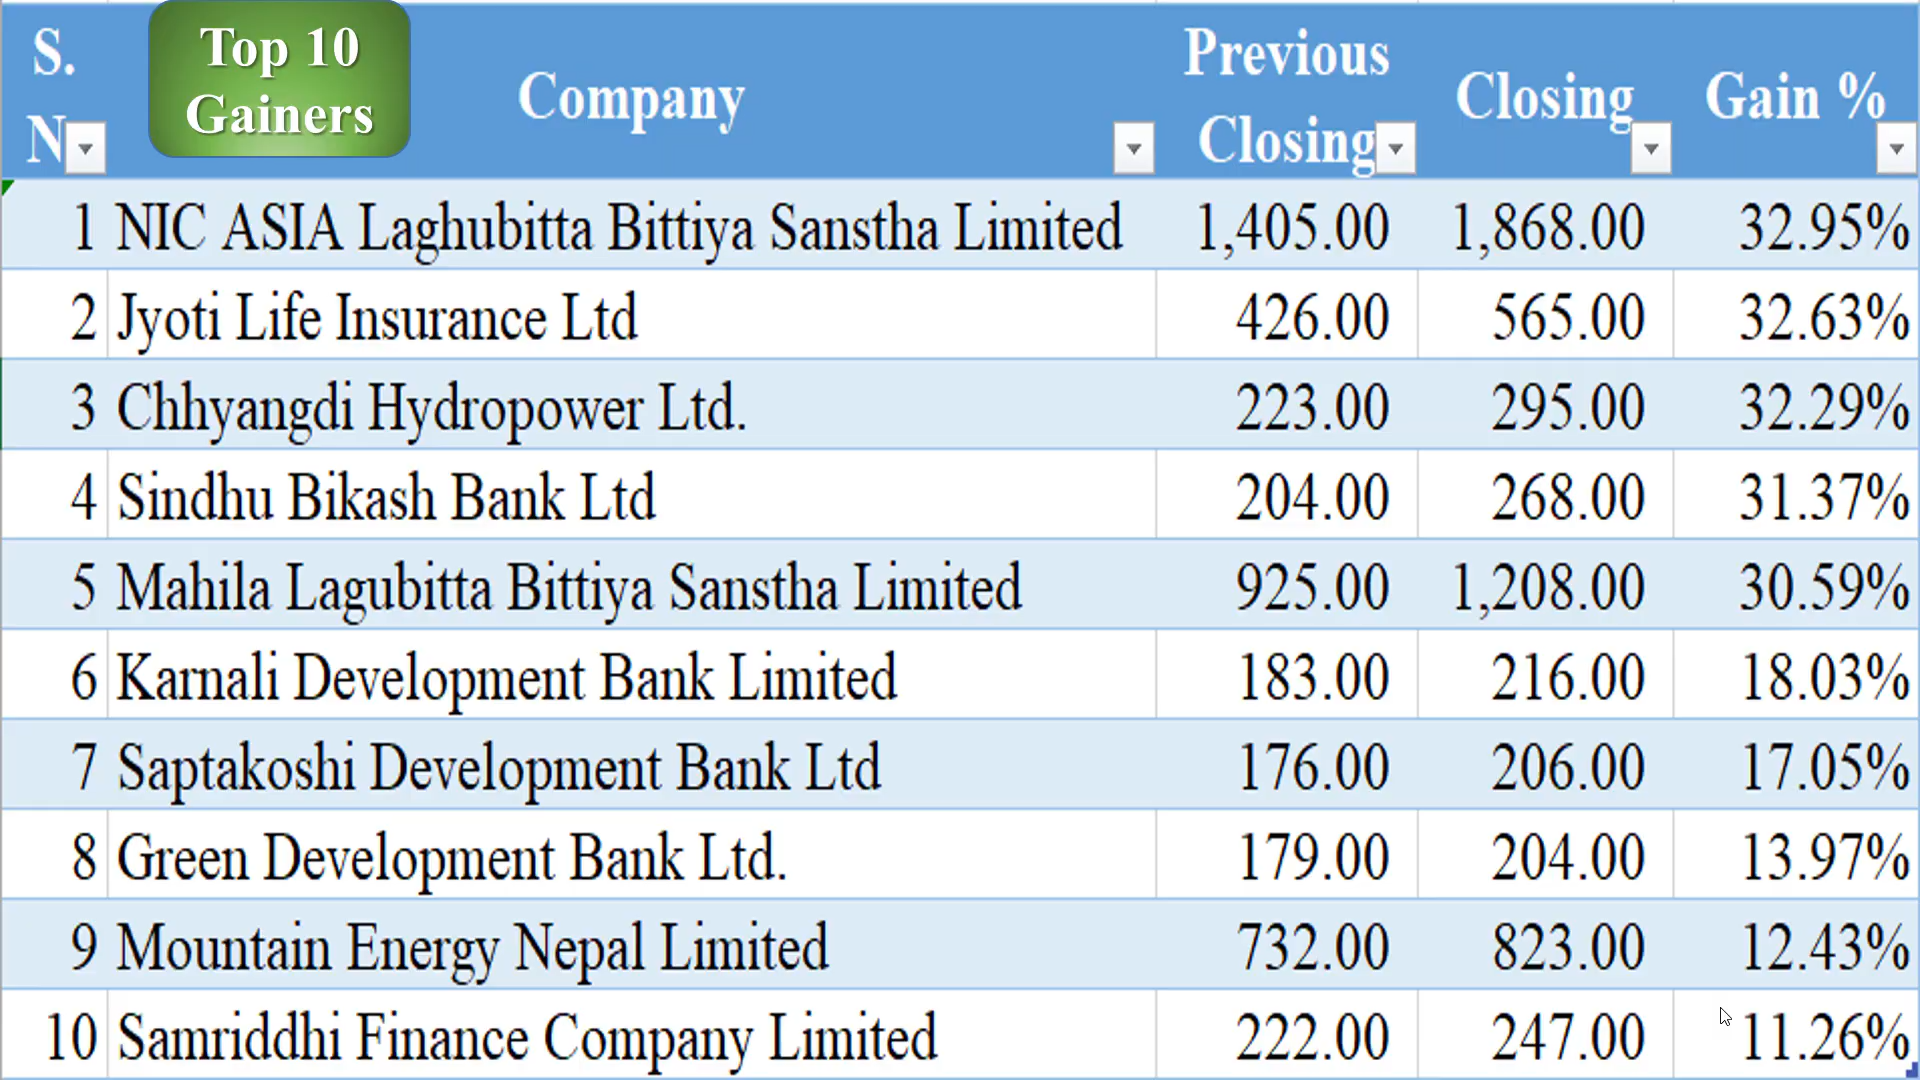 Top 10
Gainers
S. N Company Previous Closing Closing Gain %
1 NIC ASIA Laghubitta Bittiya Sanstha Limited 1,405.00 1,868.00 32.95%
2 Jyoti Life Insurance Ltd 426.00 565.00 32.63%
3 Chhyangdi Hydropower Ltd. 223.00 295.00 32.29%
4 Sindhu Bikash Bank Ltd 204.00 268.00 31.37%
5 Mahila Lagubitta Bittiya Sanstha Limited 925.00 1,208.00 30.59%
6 Karnali Development Bank Limited 183.00 216.00 18.03%
7 Saptakoshi Development Bank Ltd 176.00 206.00 17.05%
8 Green Development Bank Ltd. 179.00 204.00 13.97%
9 Mountain Energy Nepal Limited 732.00 823.00 12.43%
10 Samriddhi Finance Company Limited 222.00 247.00 11.26%